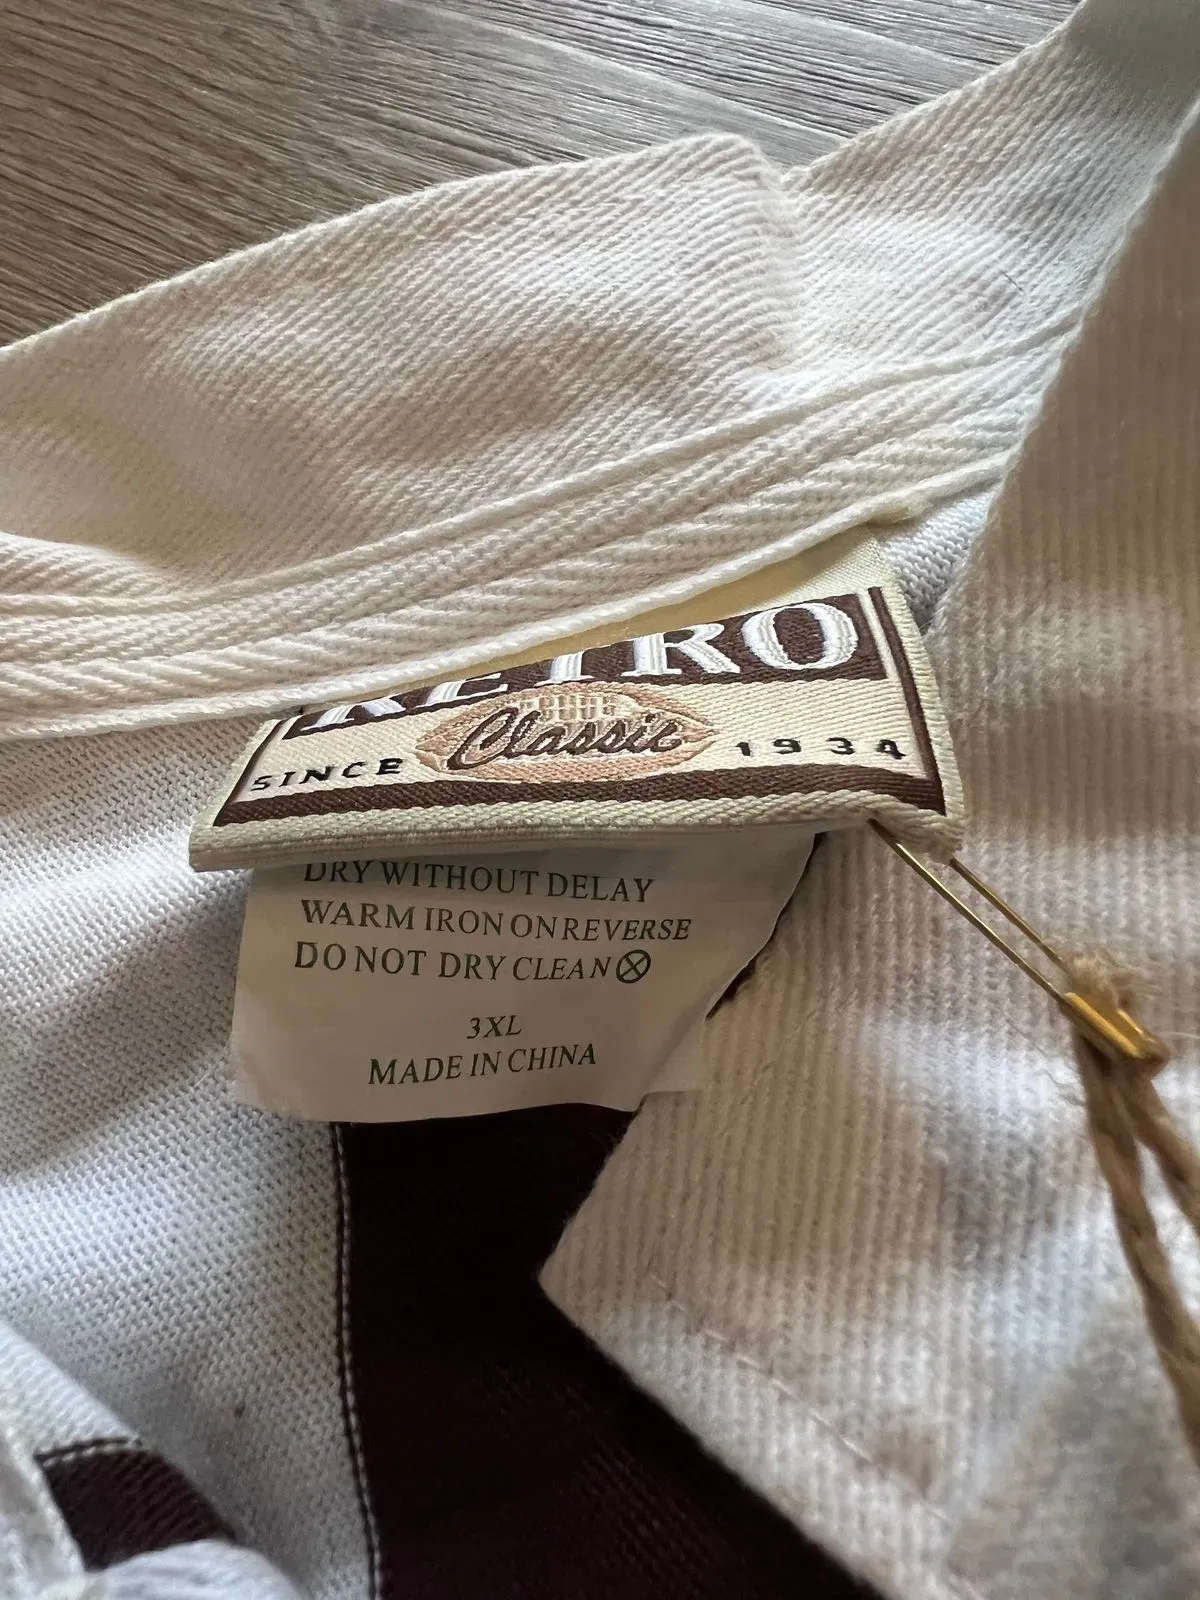 RETRO
Classic
SINCE 1934
DRY WITHOUT DELAY
WARM IRON ON REVERSE
DO NOT DRY CLEAN
3XL
MADE IN CHINA